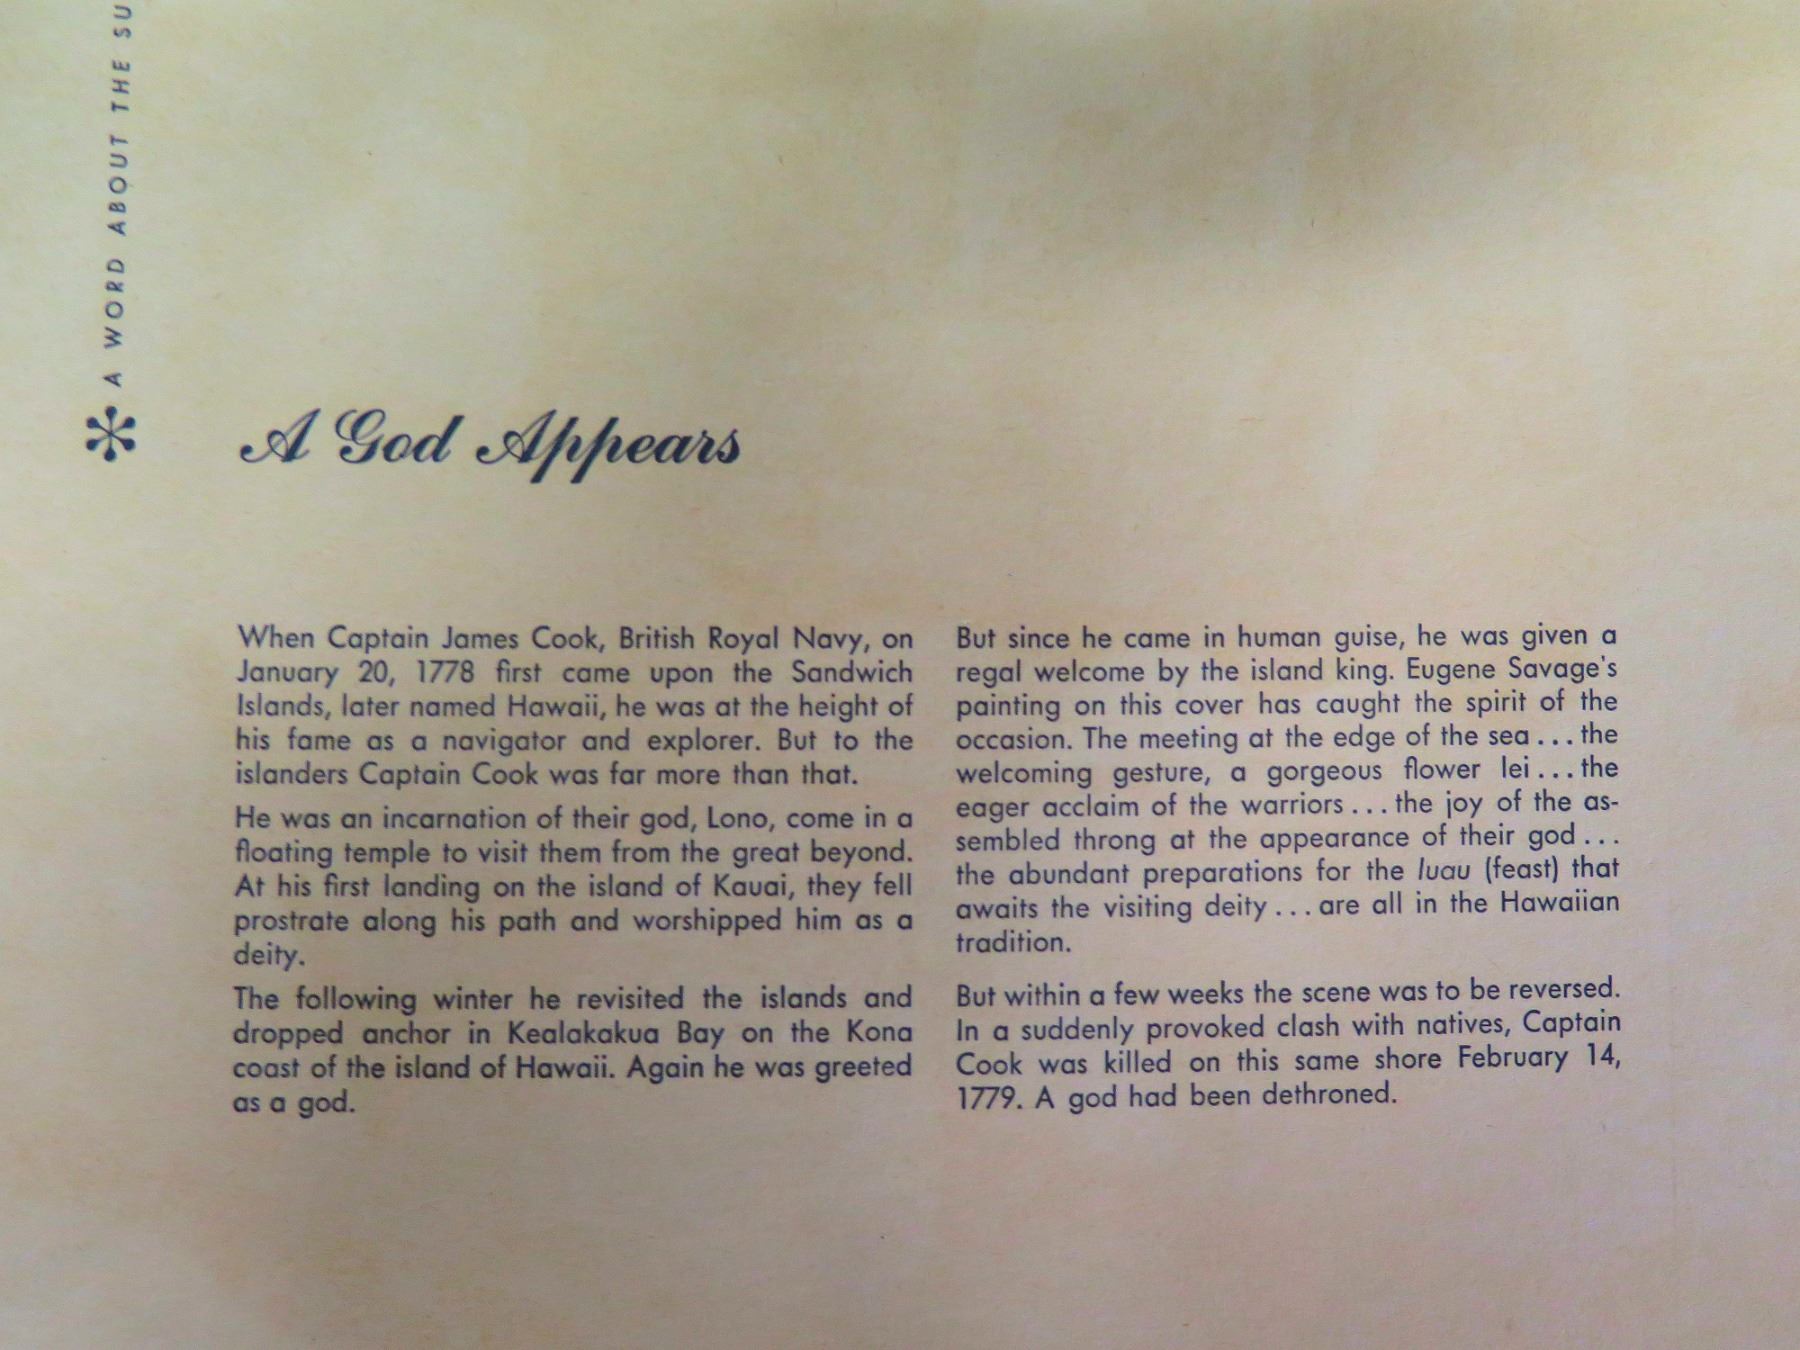 A WORD ABOUT THE
A God Appears
When Captain James Cook, British Royal Navy, on
January 20, 1778 first came upon the Sandwich
Islands, later named Hawaii, he was at the height of
his fame as a navigator and explorer. But to the
islanders Captain Cook was far more than that.
He was an incarnation of their god, Lono, come in a
floating temple to visit them from the great beyond.
At his first landing on the island of Kauai, they fell
prostrate along his path and worshipped him as a
deity.
The following winter he revisited the islands and
dropped anchor in Kealakakua Bay on the Kona
coast of the island of Hawaii. Again he was greeted
as a god.
But since he came in human guise, he was given a
regal welcome by the island king. Eugene Savage's
painting on this cover has caught the spirit of the
occasion. The meeting at the edge of the sea . . . the
welcoming gesture, a gorgeous flower lei . . . the
eager acclaim of the warriors . . . the joy of the as-
sembled throng at the appearance of their god . . .
the abundant preparations for the luau (feast) that
awaits the visiting deity . . . are all in the Hawaiian
tradition.
But within a few weeks the scene was to be reversed.
In a suddenly provoked clash with natives, Captain
Cook was killed on this same shore February 14,
1779. A god had been dethroned.